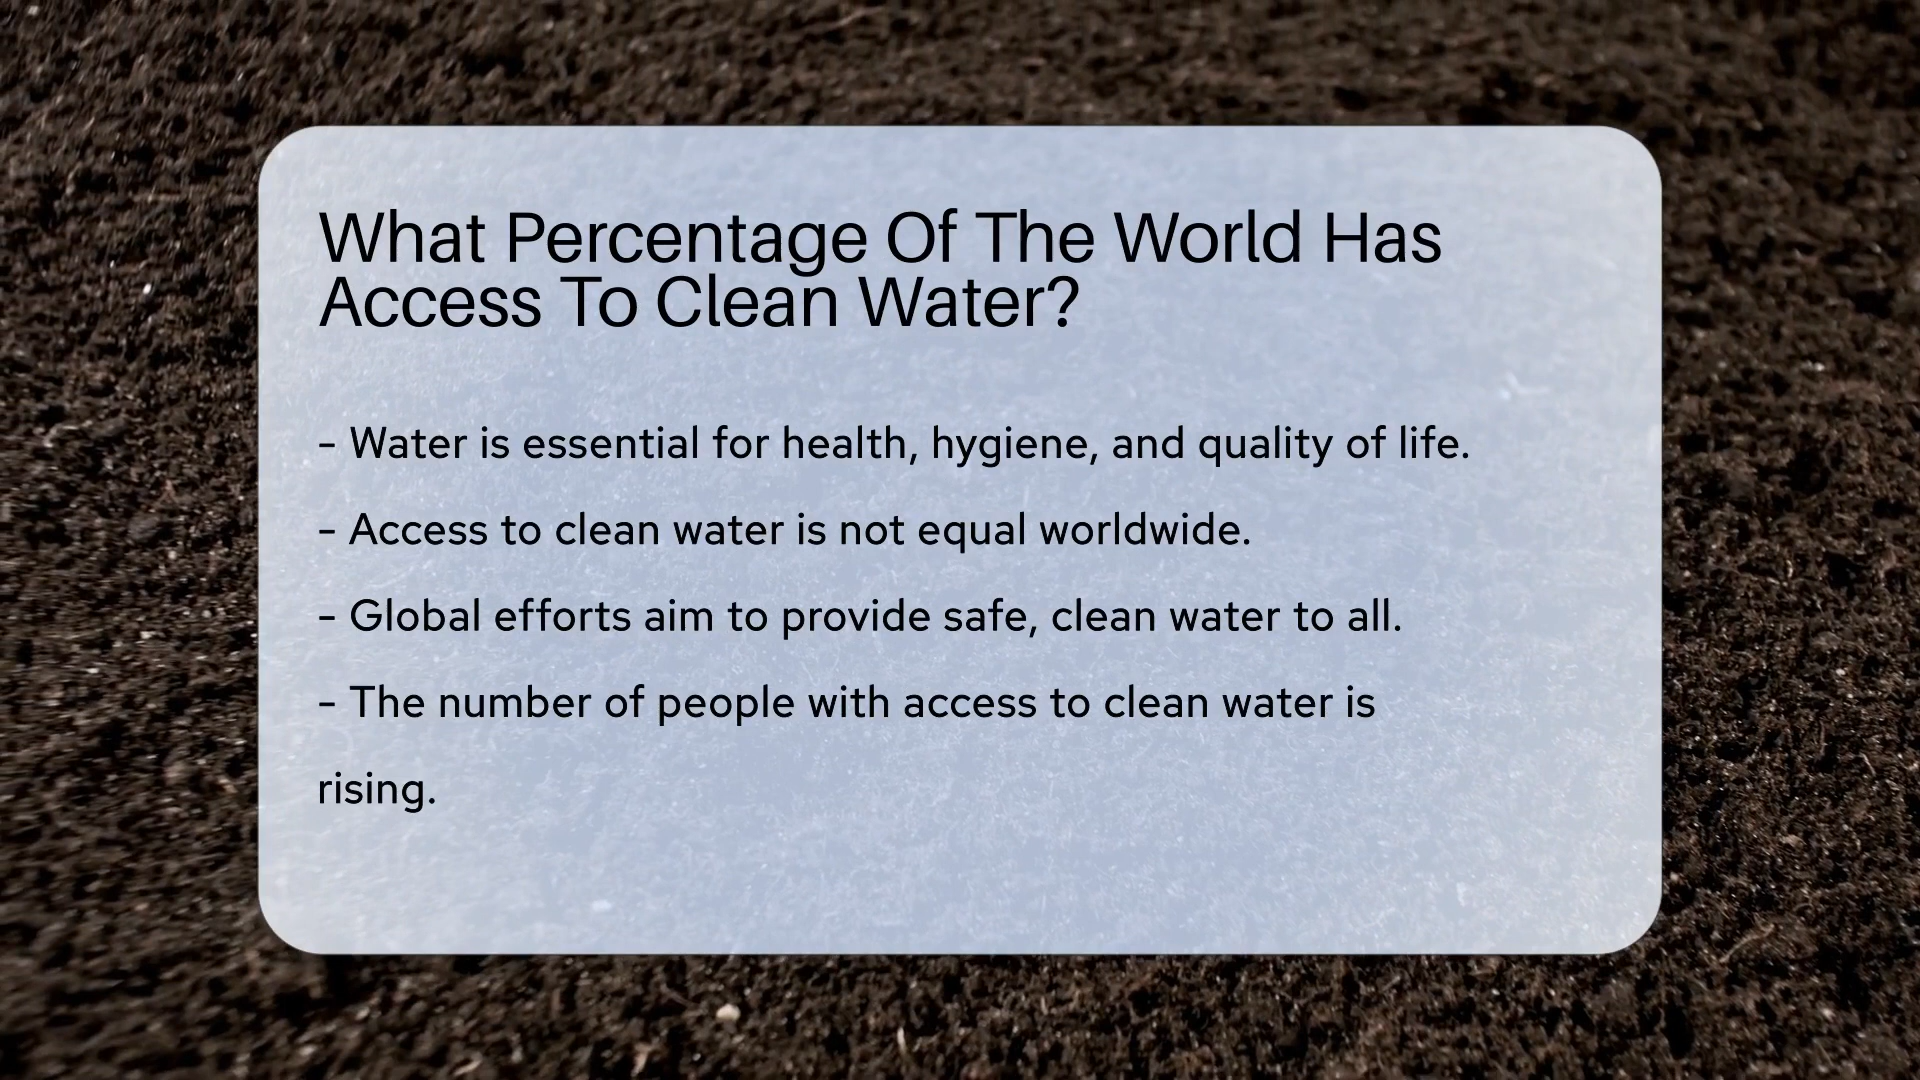 What Percentage Of The World Has
Access To Clean Water?
– Water is essential for health, hygiene, and quality of life.
– Access to clean water is not equal worldwide.
– Global efforts aim to provide safe, clean water to all.
– The number of people with access to clean water is
rising.